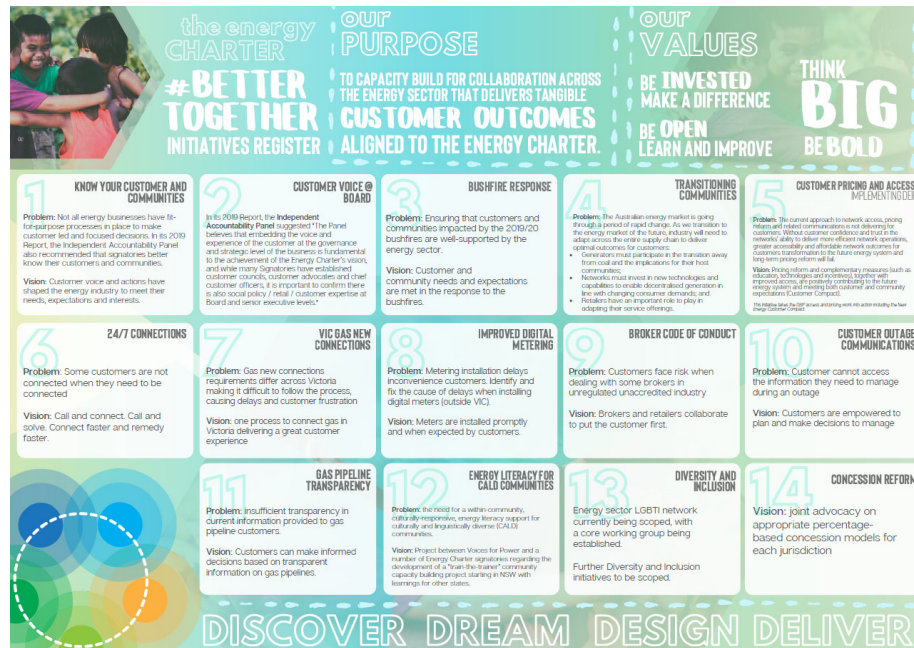 the energy
CHARTER
#BETTER
TOGETHER
INITIATIVES REGISTER
our
PURPOSE
TO CAPACITY BUILD FOR COLLABORATION ACROSS
THE ENERGY SECTOR THAT DELIVERS TANGIBLE
CUSTOMER OUTCOMES
ALIGNED TO THE ENERGY CHARTER.
our
VALUES
BE INVESTED
MAKE A DIFFERENCE
BE OPEN
LEARN AND IMPROVE
THINK
BIG
BE BOLD
1
KNOW YOUR CUSTOMER AND
COMMUNITIES
Problem: Not all energy businesses have fit-
for-purpose processes in place to make
customer led and focused decisions. In its 2019
Report, the Independent Accountability Panel
also recommended that signatories better
know their customers and communities.
Vision: Customer voice and actions have
shaped the energy industry to meet their
needs, expectations and interests.
2
CUSTOMER VOICE @
BOARD
In its 2019 Report, the Independent
Accountability Panel suggested "The Panel
believes that embedding the voice and
experience of the customer at the governance
and strategic level of the business is fundamental
to the achievement of the Energy Charter's vision,
and while many Signatories have established
customer councils, customer advocates and chief
customer officers, it is important to confirm there
is also social policy / retail / customer expertise at
Board and senior executive levels."
3
BUSHFIRE RESPONSE
Problem: Ensuring that customers and
communities impacted by the 2019/20
bushfires are well-supported by the
energy sector.
Vision: Customer and
community needs and expectations
are met in the response to the
bushfires.
4
TRANSITIONING
COMMUNITIES
Problem: The Australian energy market is going
through a period of rapid change. As we transition to
the energy market of the future, industry will need to
adapt across the entire supply chain to deliver
optimal outcomes for customers:
• Generators must participate in the transition away
from coal and the implications for their host
communities;
• Networks must invest in new technologies and
capabilities to enable decentralised generation in
line with changing consumer demands; and
• Retailers have an important role to play in
adapting their service offerings.
5
CUSTOMER PRICING AND ACCESS
IMPLEMENTING DEI
Problem: The current approach to network access, pricing
reform and related communications is not delivering for
customers. Without customer confidence and trust in the
networks' ability to deliver more efficient network operations,
greater accessibility and affordable network outcomes for
customers transformation to the future energy system and
long-term pricing reform will fail.
Vision: Pricing reform and complementary measures (such as
education, technologies and incentives), together with
improved access, are positively contributing to the future
energy system and meeting both customer and community
expectations (Customer Compact).
This initiative takes the access and pricing work into action including the New
Energy Customer Compact.
6
24/7 CONNECTIONS
Problem: Some customers are not
connected when they need to be
connected
Vision: Call and connect. Call and
solve. Connect faster and remedy
faster.
7
VIC GAS NEW
CONNECTIONS
Problem: Gas new connections
requirements differ across Victoria
making it difficult to follow the process,
causing delays and customer frustration
Vision: one process to connect gas in
Victoria delivering a great customer
experience
8
IMPROVED DIGITAL
METERING
Problem: Metering installation delays
inconvenience customers. Identify and
fix the cause of delays when installing
digital meters (outside VIC).
Vision: Meters are installed promptly
and when expected by customers.
9
BROKER CODE OF CONDUCT
Problem: Customers face risk when
dealing with some brokers in
unregulated unaccredited industry
Vision: Brokers and retailers collaborate
to put the customer first.
10
CUSTOMER OUTAGE
COMMUNICATIONS
Problem: Customer cannot access
the information they need to manage
during an outage
Vision: Customers are empowered to
plan and make decisions to manage
11
GAS PIPELINE
TRANSPARENCY
Problem: insufficient transparency in
current information provided to gas
pipeline customers.
Vision: Customers can make informed
decisions based on transparent
information on gas pipelines.
12
ENERGY LITERACY FOR
CALD COMMUNITIES
Problem: the need for a within-community,
culturally-responsive, energy literacy support for
culturally and linguistically diverse (CALD)
communities.
Vision: Project between Voices for Power and a
number of Energy Charter signatories regarding the
development of a "train-the-trainer" community
capacity building project starting in NSW with
learnings for other states.
13
DIVERSITY AND
INCLUSION
Energy sector LGBTI network
currently being scoped, with
a core working group being
established.
Further Diversity and Inclusion
initiatives to be scoped.
14
CONCESSION REFORM
Vision: joint advocacy on
appropriate percentage-
based concession models for
each jurisdiction
DISCOVER DREAM DESIGN DELIVER